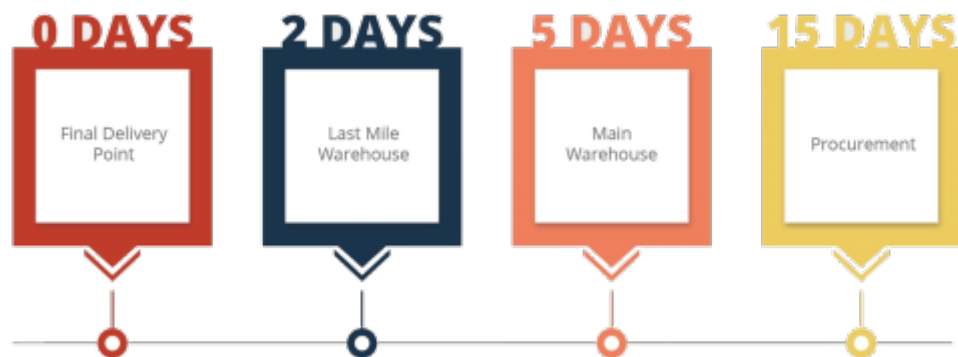 0 DAYS
Final Delivery
Point
2 DAYS
Last Mile
Warehouse
5 DAYS
Main
Warehouse
15 DAYS
Procurement